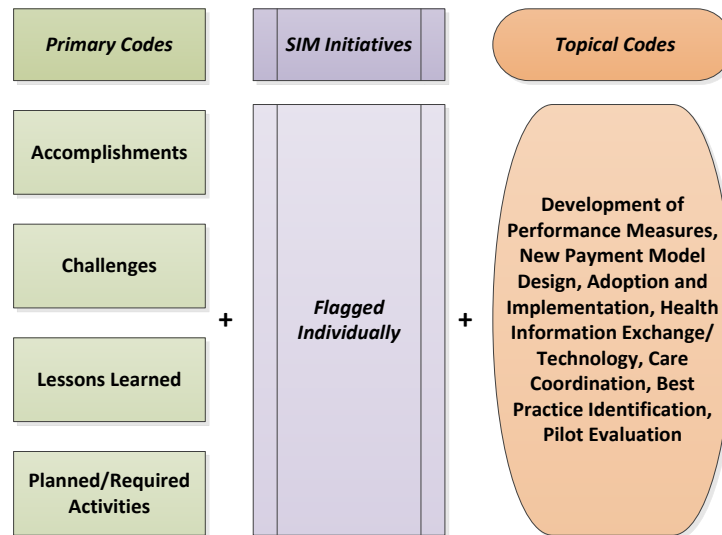 Primary Codes
SIM Initiatives
Topical Codes
Accomplishments
Challenges
Lessons Learned
Planned/Required
Activities
+
Flagged
Individually
+
Development of
Performance Measures,
New Payment Model
Design, Adoption and
Implementation, Health
Information Exchange/
Technology, Care
Coordination, Best
Practice Identification,
Pilot Evaluation